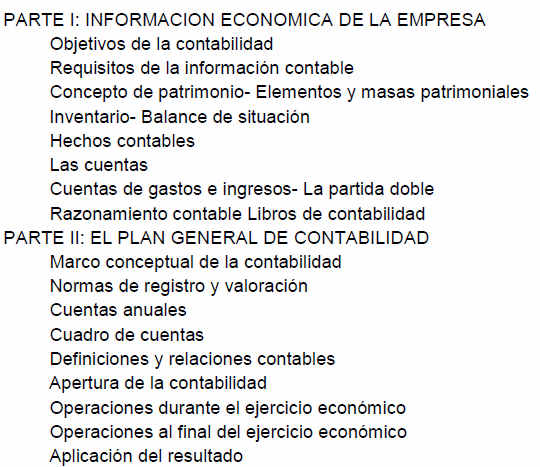 PARTE I: INFORMACION ECONOMICA DE LA EMPRESA
Objetivos de la contabilidad
Requisitos de la información contable
Concepto de patrimonio- Elementos y masas patrimoniales
Inventario- Balance de situación
Hechos contables
Las cuentas
Cuentas de gastos e ingresos- La partida doble
Razonamiento contable Libros de contabilidad
PARTE II: EL PLAN GENERAL DE CONTABILIDAD
Marco conceptual de la contabilidad
Normas de registro y valoración
Cuentas anuales
Cuadro de cuentas
Definiciones y relaciones contables
Apertura de la contabilidad
Operaciones durante el ejercicio económico
Operaciones al final del ejercicio económico
Aplicación del resultado